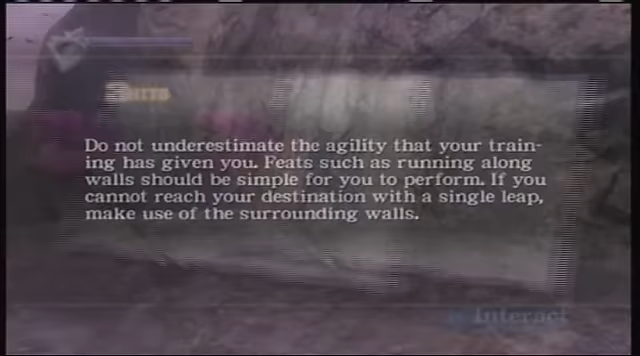 HITS
Do not underestimate the agility that your train-
ing has given you. Feats such as running along
walls should be simple for you to perform. If you
cannot reach your destination with a single leap,
make use of the surrounding walls.
Interact